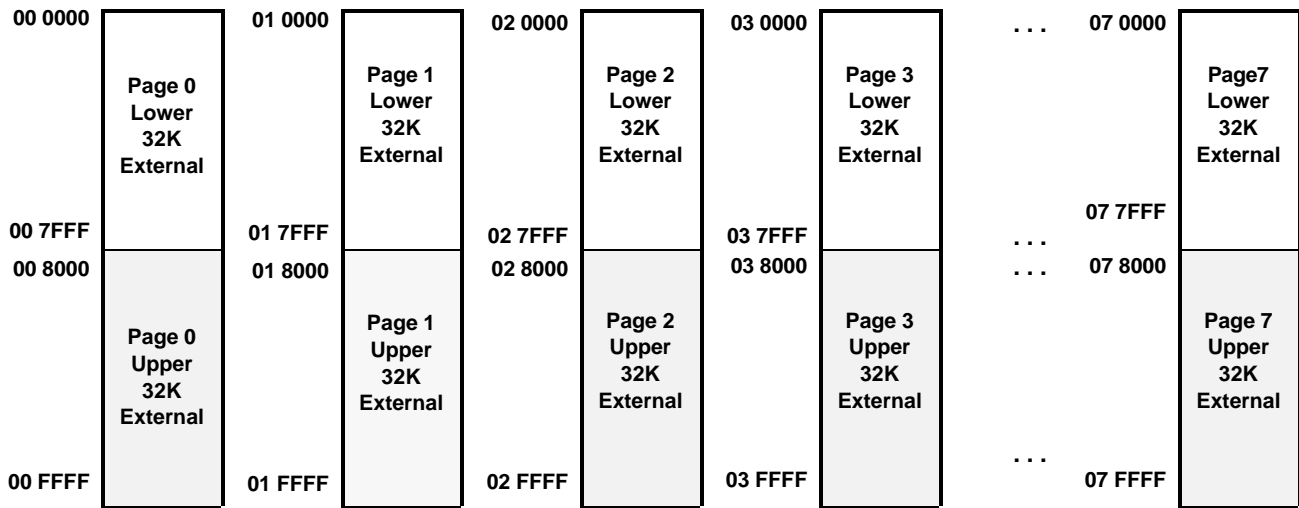 00 0000
01 0000
02 0000
03 0000
. . .
07 0000
Page 0
Lower
32K
External
Page 1
Lower
32K
External
Page 2
Lower
32K
External
Page 3
Lower
32K
External
Page7
Lower
32K
External
00 7FFF
01 7FFF
02 7FFF
03 7FFF
. . .
07 7FFF
00 8000
01 8000
02 8000
03 8000
. . .
07 8000
Page 0
Upper
32K
External
Page 1
Upper
32K
External
Page 2
Upper
32K
External
Page 3
Upper
32K
External
Page 7
Upper
32K
External
00 FFFF
01 FFFF
02 FFFF
03 FFFF
. . .
07 FFFF